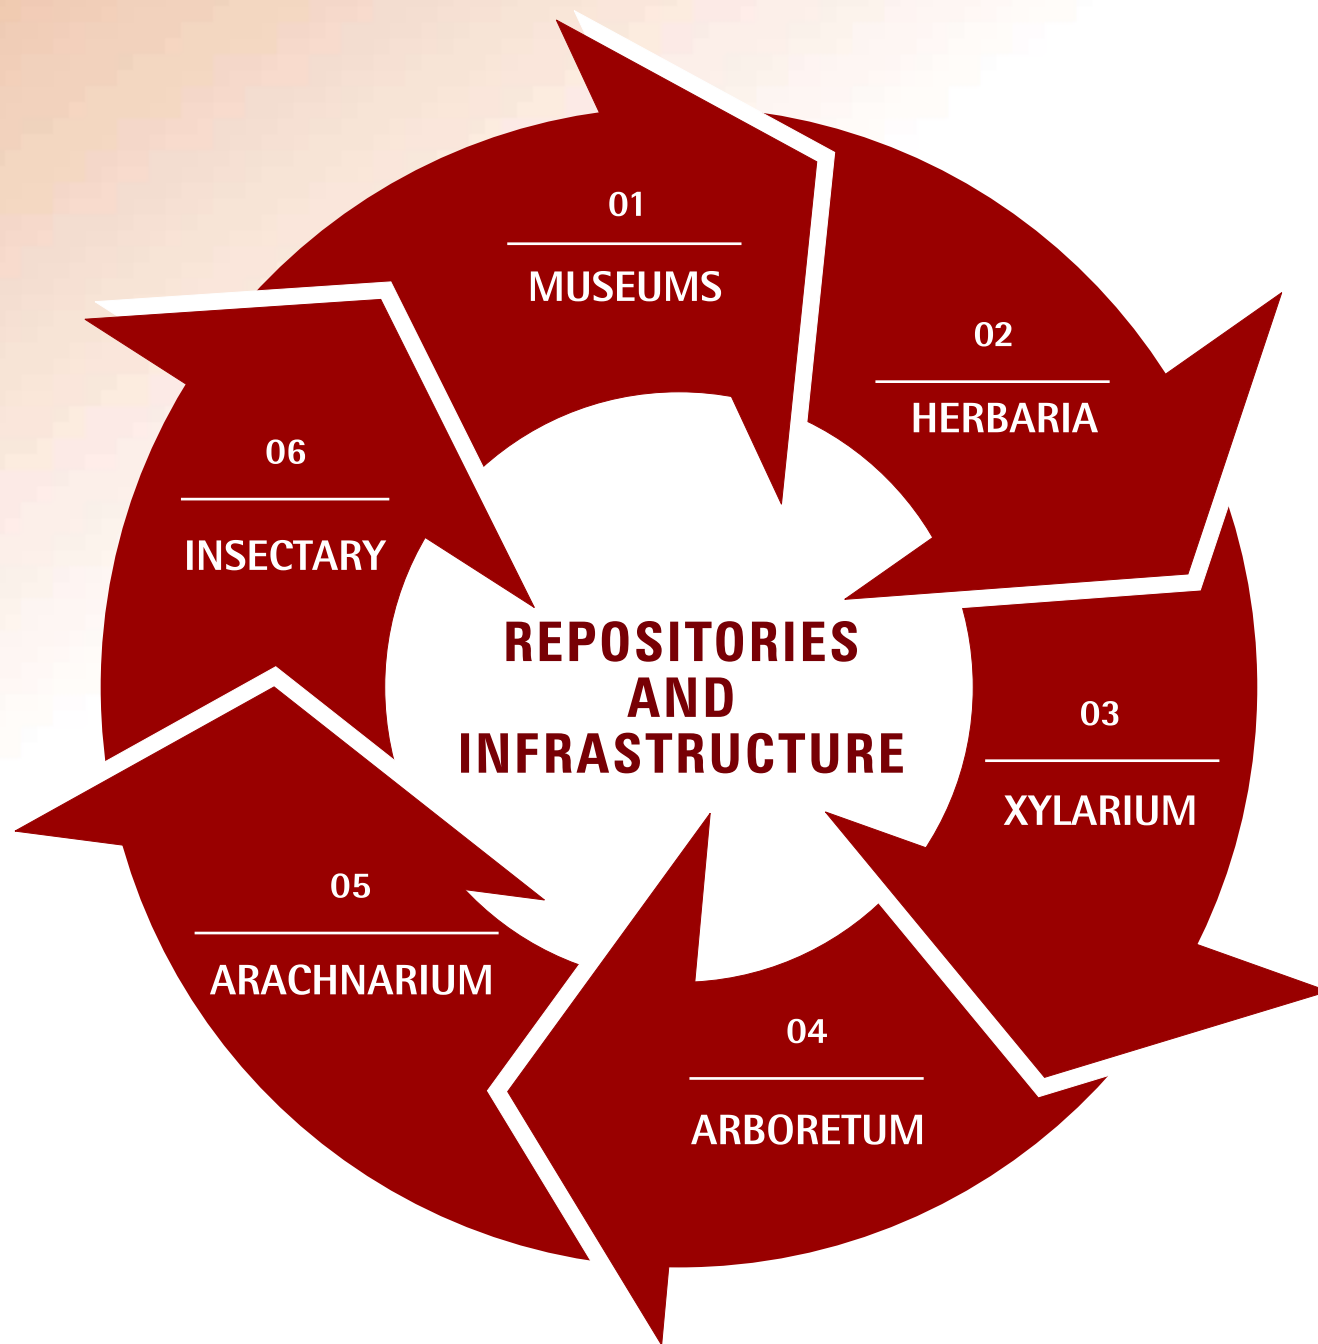 01
MUSEUMS
02
HERBARIA
03
XYLARIUM
04
ARBORETUM
05
ARACHNARIUM
06
INSECTARY
REPOSITORIES
AND
INFRASTRUCTURE